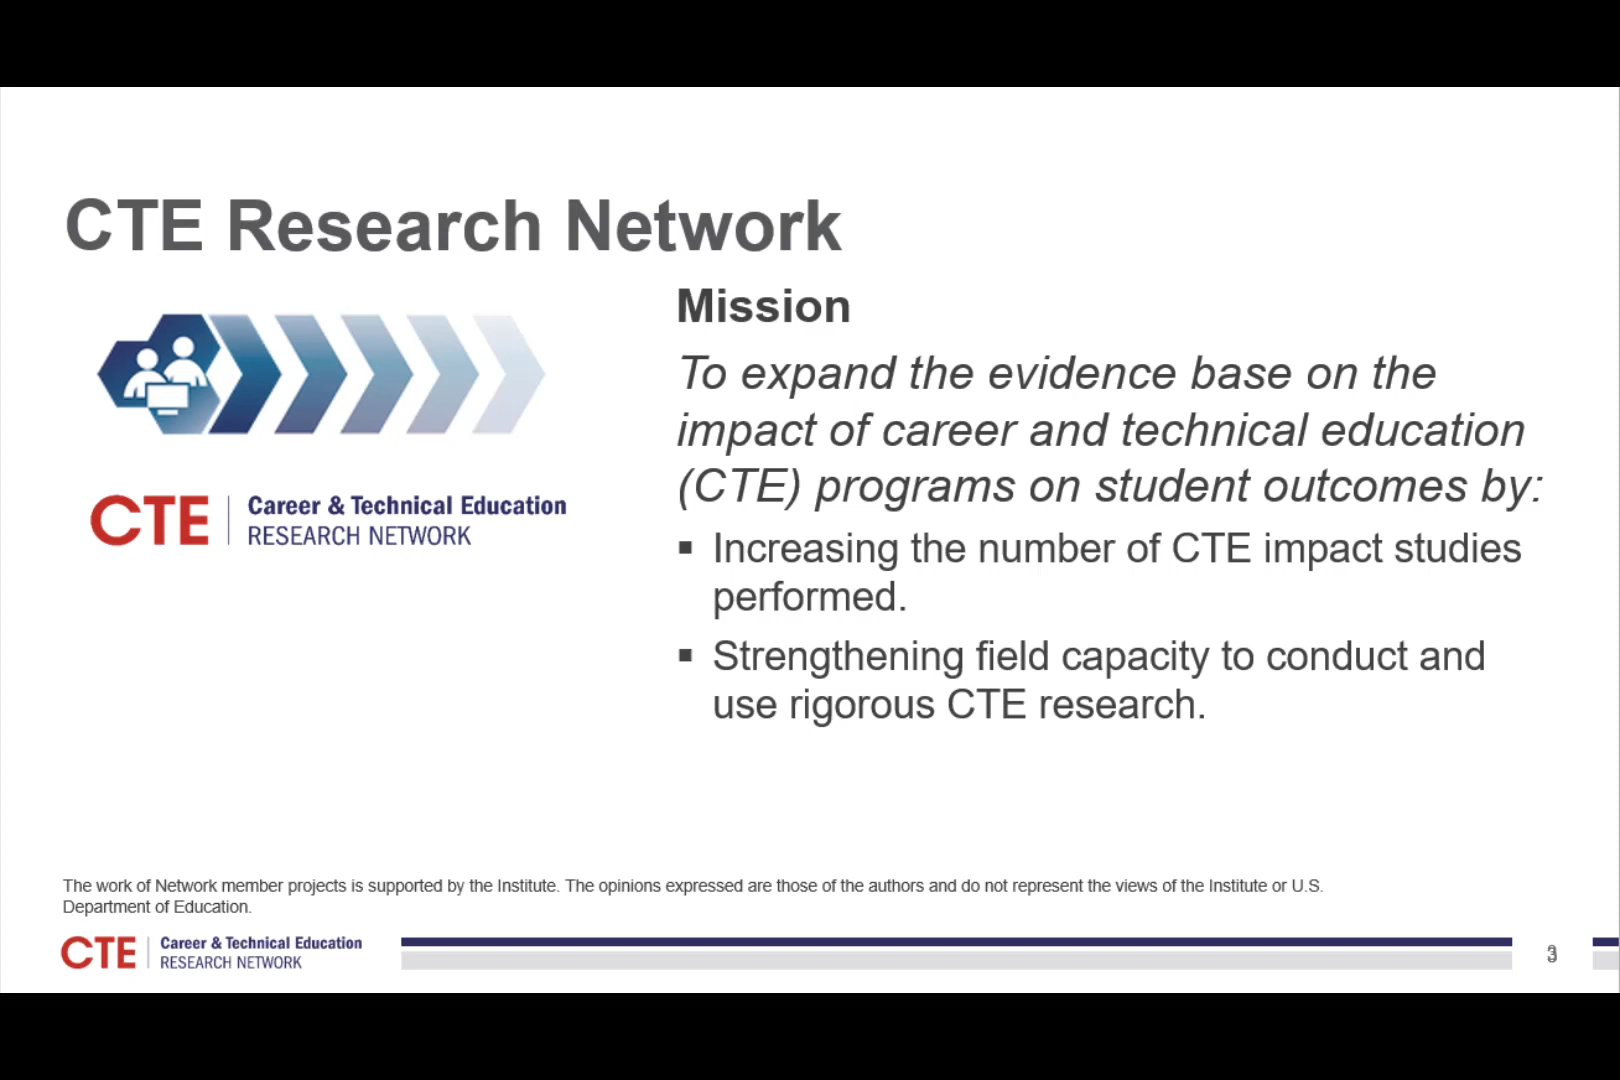 CTE Research Network
CTE
Career & Technical Education
RESEARCH NETWORK
Mission
To expand the evidence base on the
impact of career and technical education
(CTE) programs on student outcomes by:
▪ Increasing the number of CTE impact studies
performed.
▪ Strengthening field capacity to conduct and
use rigorous CTE research.
The work of Network member projects is supported by the Institute. The opinions expressed are those of the authors and do not represent the views of the Institute or U.S.
Department of Education.
CTE
Career & Technical Education
RESEARCH NETWORK
3